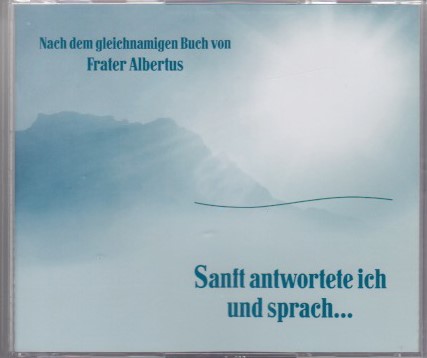 Nach dem gleichnamigen Buch von
Frater Albertus
Sanft antwortete ich
und sprach...